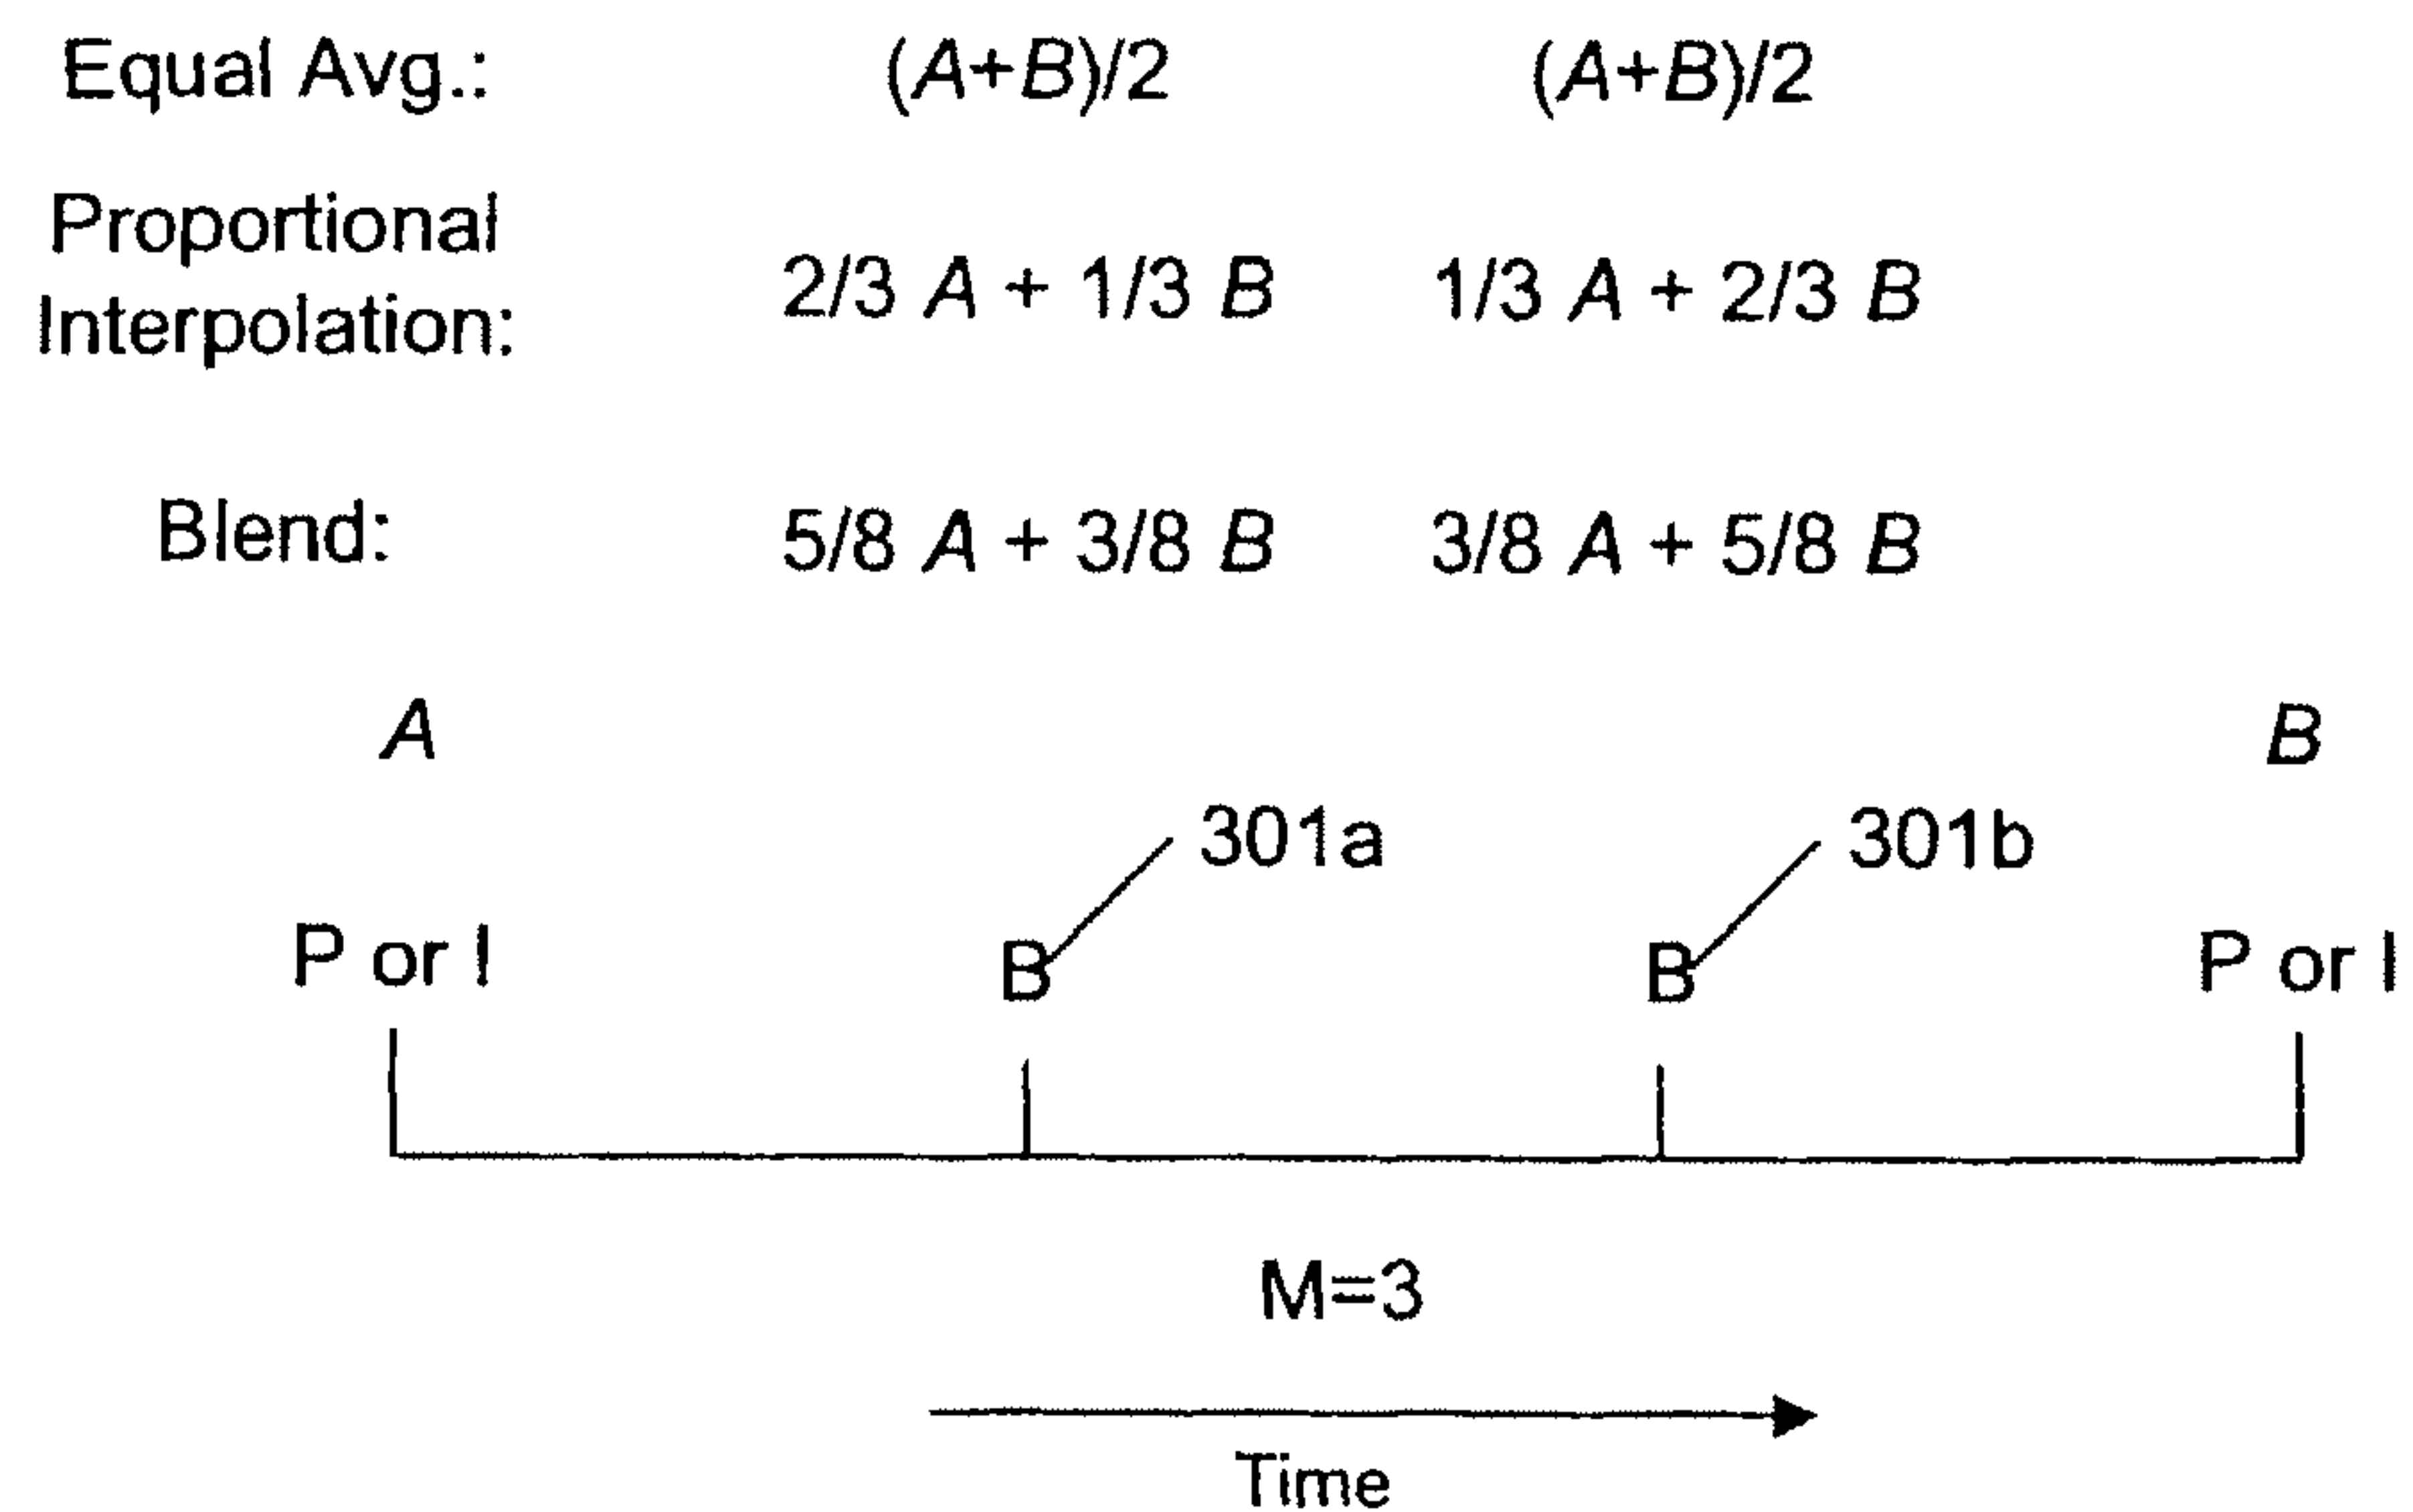 Equal Avg.: (A+B)/2 (A+B)/2
Proportional
Interpolation: 2/3 A + 1/3 B 1/3 A + 2/3 B
Blend: 5/8 A + 3/8 B 3/8 A + 5/8 B
A B
301a 301b
P or I B B P or I
M=3
Time